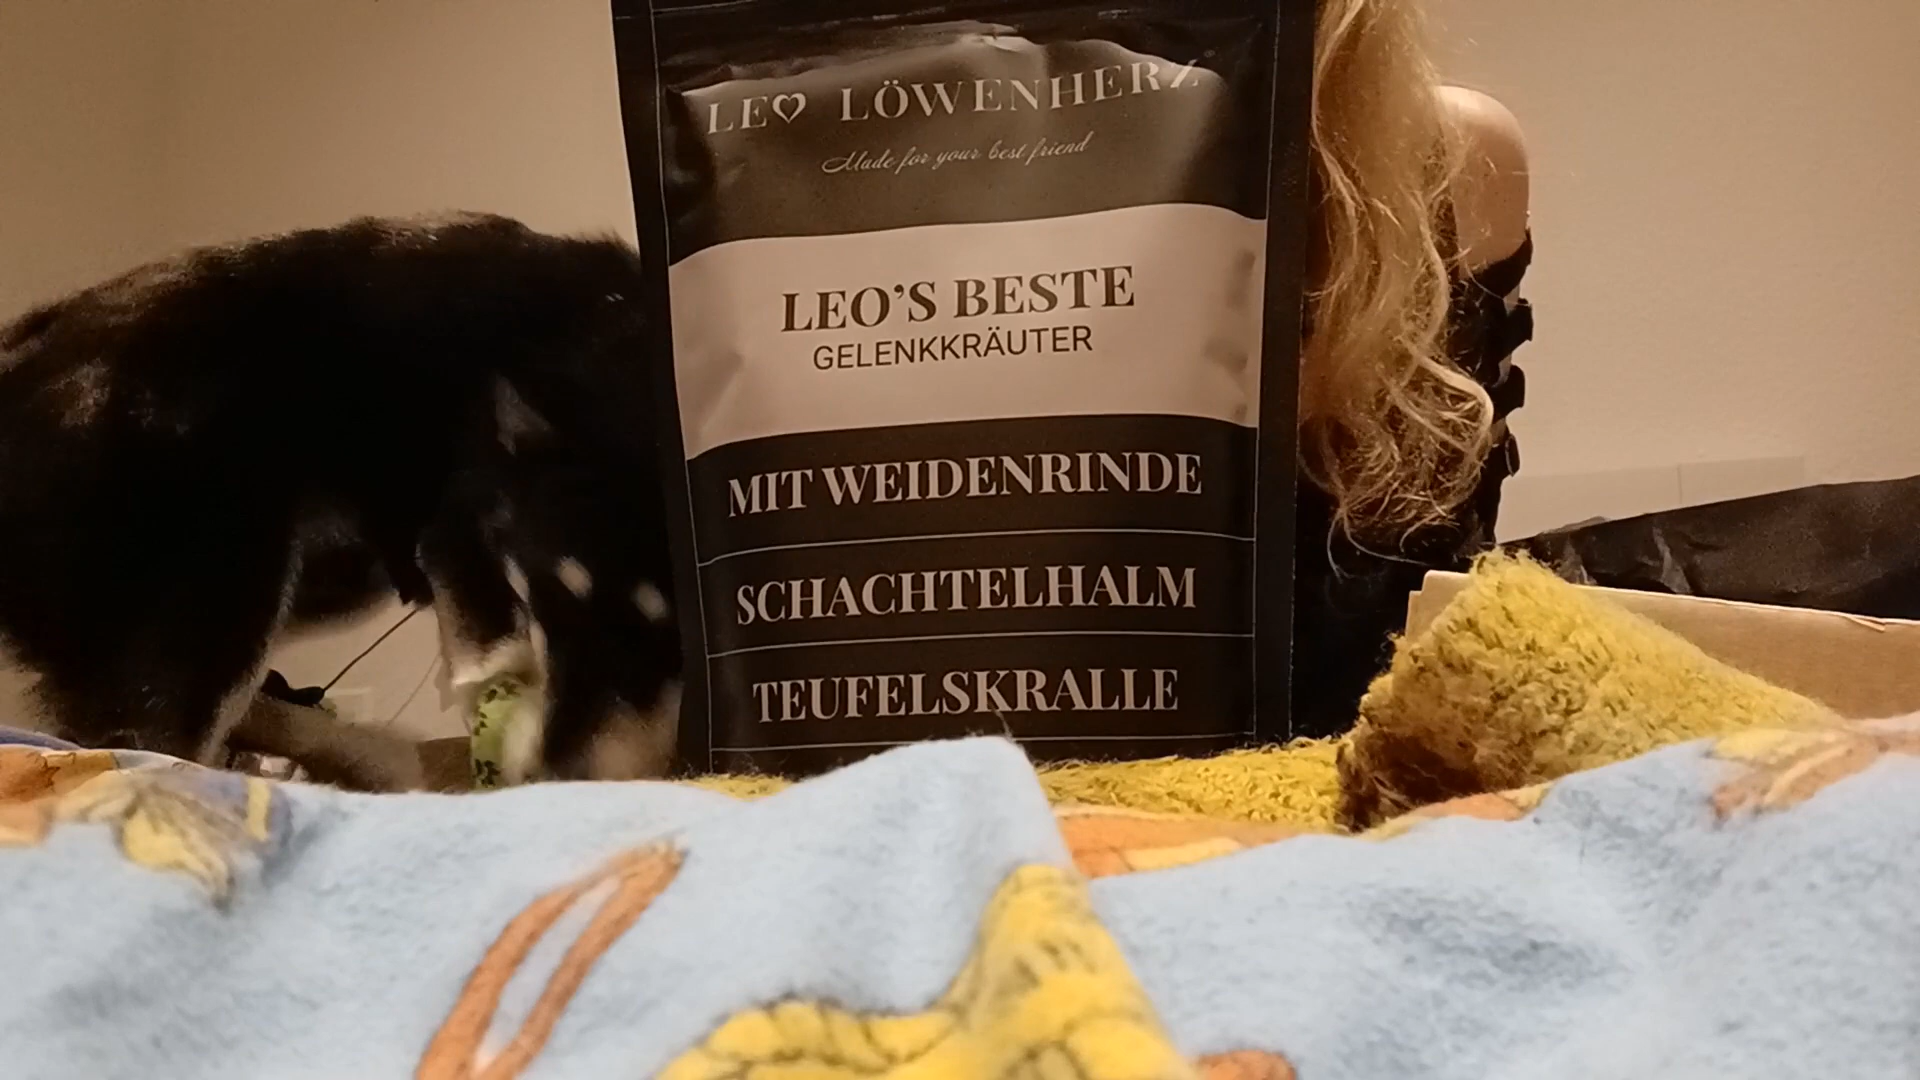 LEO LÖWENHERZ
Made for your best friend
LEO'S BESTE
GELENKKRÄUTER
MIT WEIDENRINDE
SCHACHTELHALM
TEUFELSKRALLE